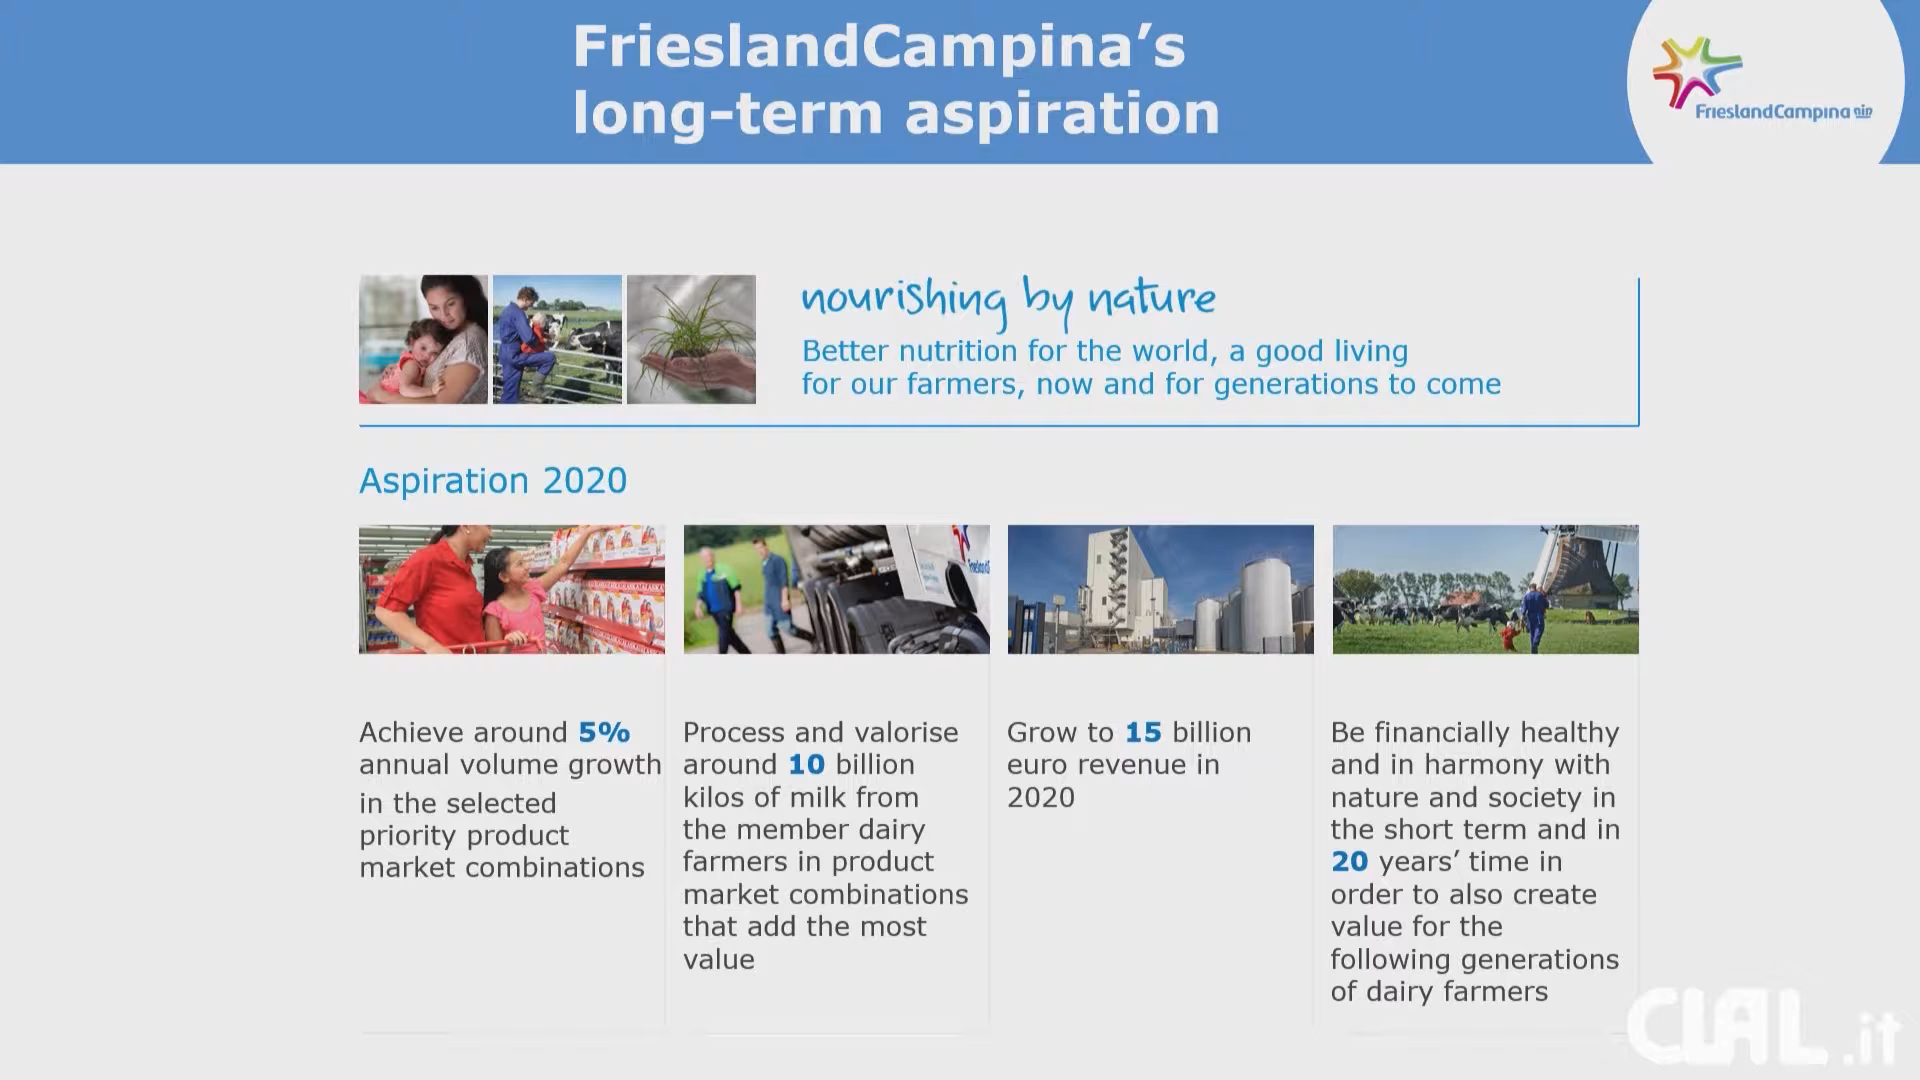 FrieslandCampina’s
long-term aspiration
FrieslandCampina
nourishing by nature
Better nutrition for the world, a good living
for our farmers, now and for generations to come
Aspiration 2020
Achieve around 5%
annual volume growth
in the selected
priority product
market combinations
Process and valorise
around 10 billion
kilos of milk from
the member dairy
farmers in product
market combinations
that add the most
value
Grow to 15 billion
euro revenue in
2020
Be financially healthy
and in harmony with
nature and society in
the short term and in
20 years’ time in
order to also create
value for the
following generations
of dairy farmers
CLAL.it